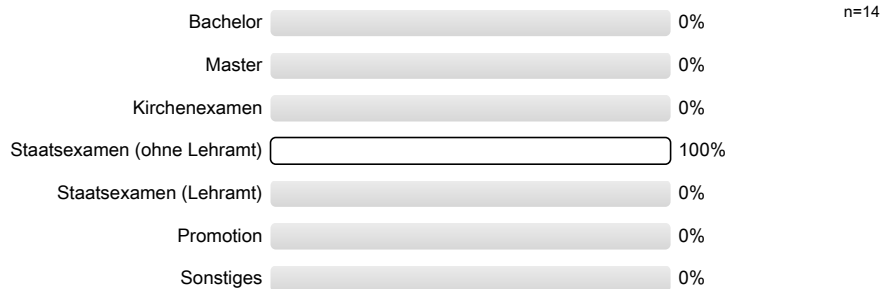 n=14
Bachelor 0%
Master 0%
Kirchenexamen 0%
Staatsexamen (ohne Lehramt) 100%
Staatsexamen (Lehramt) 0%
Promotion 0%
Sonstiges 0%